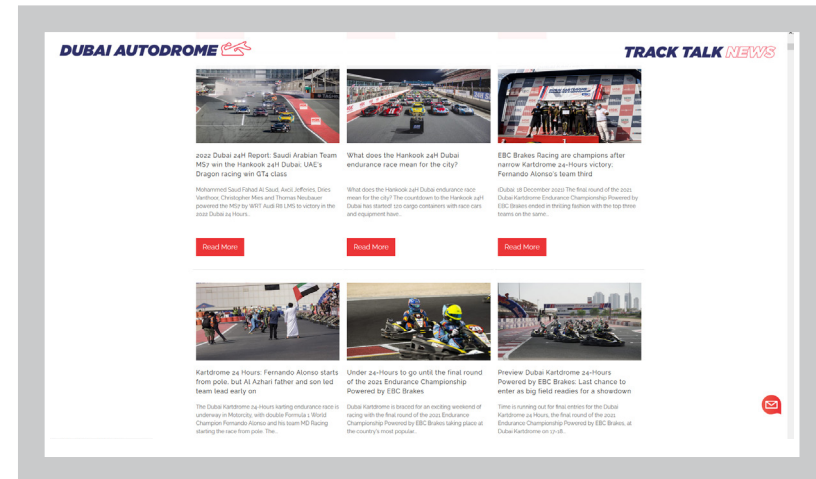 DUBAI AUTODROME
TRACK TALK NEWS
2022 Dubai 24H Report: Saudi Arabian Team
MS7 win the Hankook 24H Dubai; UAE's
Dragon racing win GT4 class
Mohammed Saud Fahad Al Saud, Axcil Jefferies, Dries
Vanthoor, Christopher Mies and Thomas Neubauer
powered the MS7 by WRT Audi R8 LMS to victory in the
2022 Dubai 24 Hours...
Read More
What does the Hankook 24H Dubai
endurance race mean for the city?
What does the Hankook 24H Dubai endurance race
mean for the city? The countdown to the Hankook 24H
Dubai has started! 120 cargo containers with race cars
and equipment have...
Read More
EBC Brakes Racing are champions after
narrow Kartdrome 24-Hours victory;
Fernando Alonso's team third
(Dubai, 18 December 2021) The final round of the 2021
Dubai Kartdrome Endurance Championship Powered by
EBC Brakes ended in thrilling fashion with the top three
teams on the same...
Read More
Kartdrome 24 Hours: Fernando Alonso starts
from pole, but Al Azhari father and son led
team lead early on
The Dubai Kartdrome 24-Hours karting endurance race is
underway in Motorcity, with double Formula 1 World
Champion Fernando Alonso and his team MD Racing
starting the race from pole. The...
Under 24-Hours to go until the final round
of the 2021 Endurance Championship
Powered by EBC Brakes
Dubai Kartdrome is braced for an exciting weekend of
racing with the final round of the 2021 Endurance
Championship Powered by EBC Brakes taking place at
the country's most popular...
Preview Dubai Kartdrome 24-Hours
Powered by EBC Brakes: Last chance to
enter as big field readies for a showdown
Time is running out for final entries for the Dubai
Kartdrome 24 Hours, the final round of the 2021
Endurance Championship Powered by EBC Brakes, at
Dubai Kartdrome on 17-18...